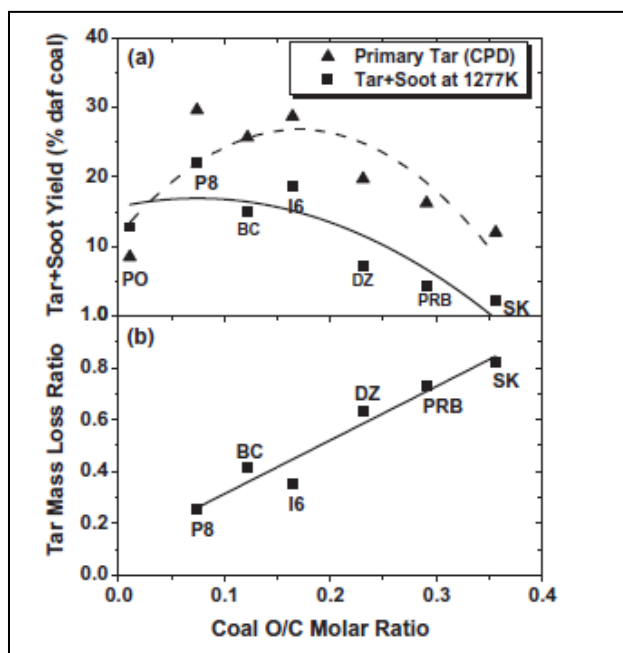 40
(a)
Primary Tar (CPD)
Tar+Soot at 1277K
30
P8
20
I6
BC
10
PO
DZ
PRB
SK
1.0
Tar+Soot Yield (% daf coal)
(b)
0.8
SK
DZ
PRB
0.6
BC
0.4
I6
P8
0.2
0.0
Tar Mass Loss Ratio
0.0 0.1 0.2 0.3 0.4
Coal O/C Molar Ratio